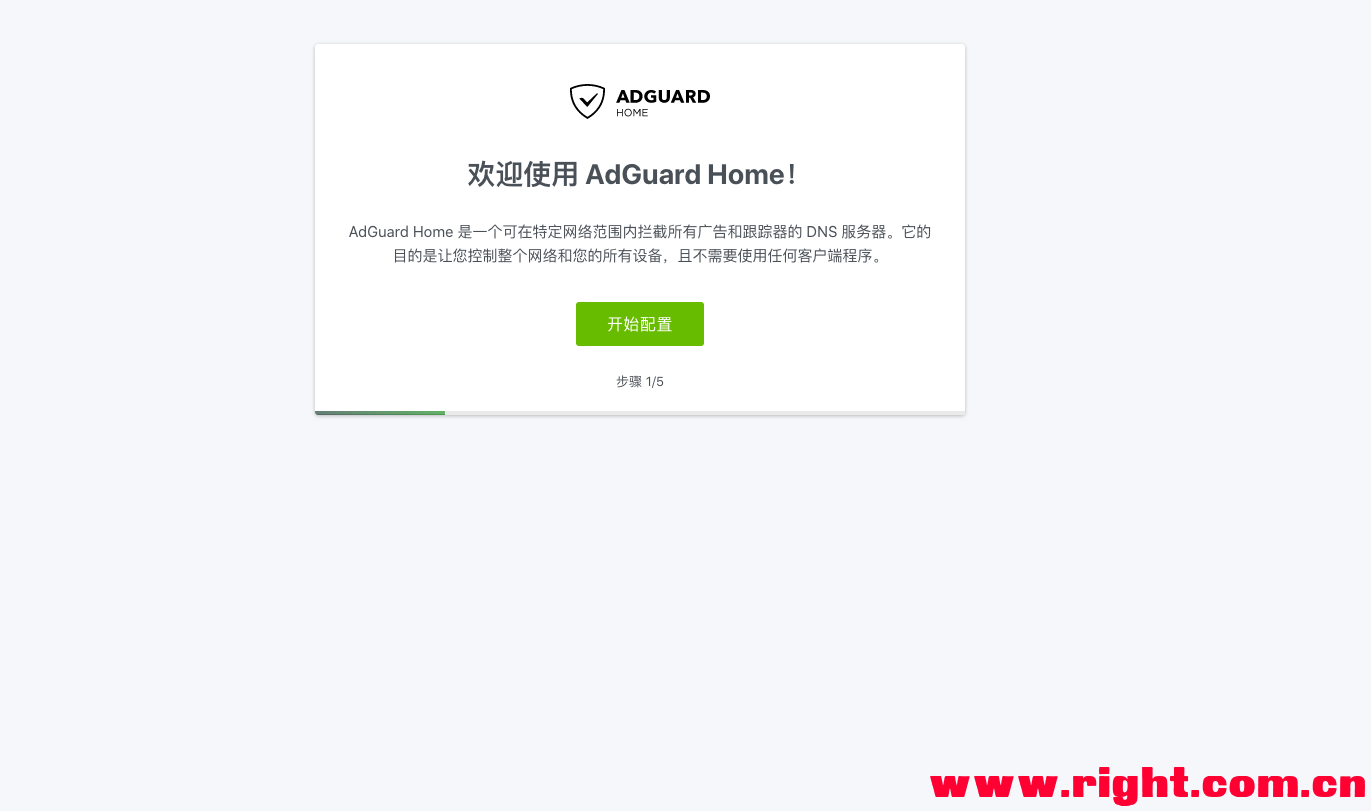 ADGUARD
HOME
欢迎使用 AdGuard Home！
AdGuard Home 是一个可在特定网络范围内拦截所有广告和跟踪器的 DNS 服务器。它的
目的是让您控制整个网络和您的所有设备，且不需要使用任何客户端程序。
开始配置
步骤 1/5
www.right.com.cn